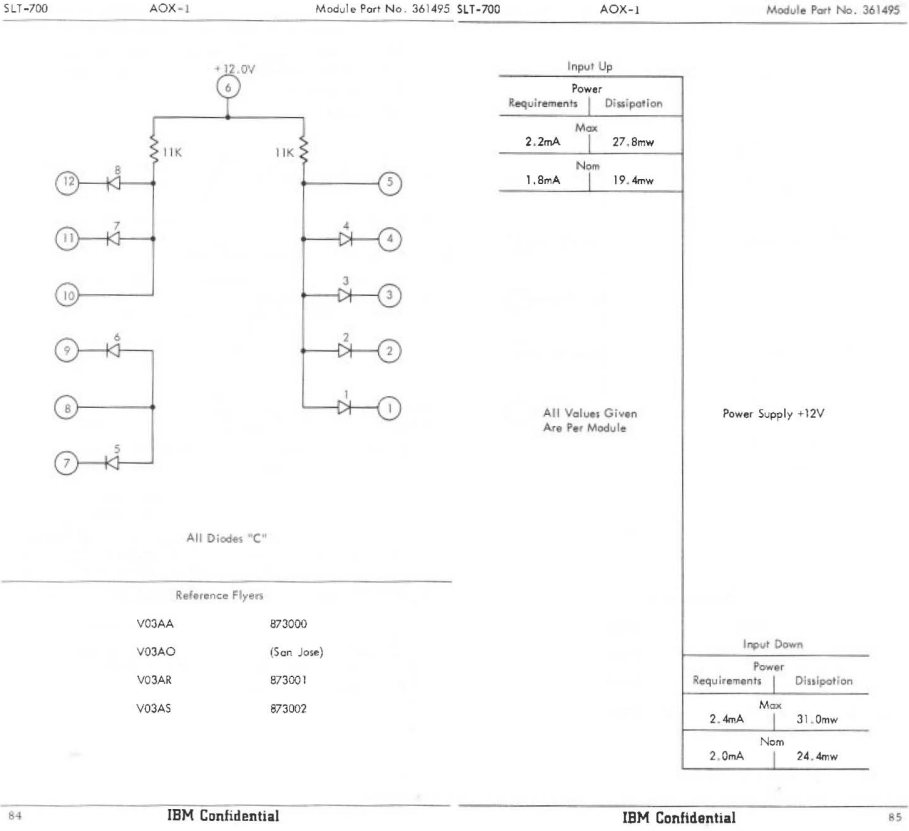 SLT-700 AOX-1 Module Part No. 361495
+12.0V
6
11K 11K
8
12 5
7 4
11 4
3
10 3
6 2
9 2
1
8 1
5
7
All Diodes "C"
Reference Flyers
V03AA 873000
V03AO (San Jose)
V03AR 873001
V03AS 873002
84 IBM Confidential
SLT-700 AOX-1 Module Part No. 361495
Input Up
Power
Requirements Dissipation
Max
2.2mA 27.8mw
Nom
1.8mA 19.4mw
All Values Given
Are Per Module
Power Supply +12V
Input Down
Power
Requirements Dissipation
Max
2.4mA 31.0mw
Nom
2.0mA 24.4mw
IBM Confidential 85